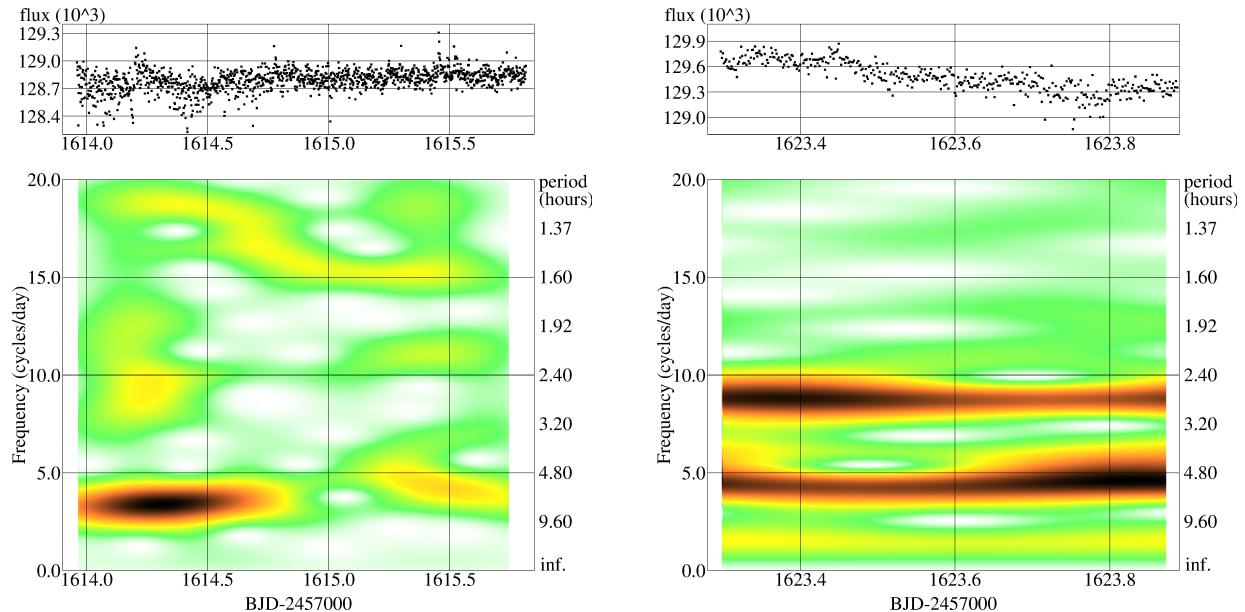 flux (10^3)
129.3
129.0
128.7
128.4
1614.0 1614.5 1615.0 1615.5
20.0
15.0
10.0
5.0
0.0
Frequency (cycles/day)
period
(hours)
1.37
1.60
1.92
2.40
3.20
4.80
9.60
inf.
1614.0 1614.5 1615.0 1615.5
BJD-2457000
flux (10^3)
129.9
129.6
129.3
129.0
1623.4 1623.6 1623.8
20.0
15.0
10.0
5.0
0.0
Frequency (cycles/day)
period
(hours)
1.37
1.60
1.92
2.40
3.20
4.80
9.60
inf.
1623.4 1623.6 1623.8
BJD-2457000